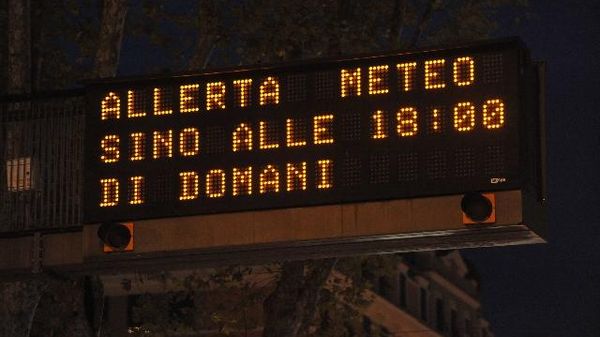 ALLERTA METEO
SINO ALLE 18:00
DI DOMANI